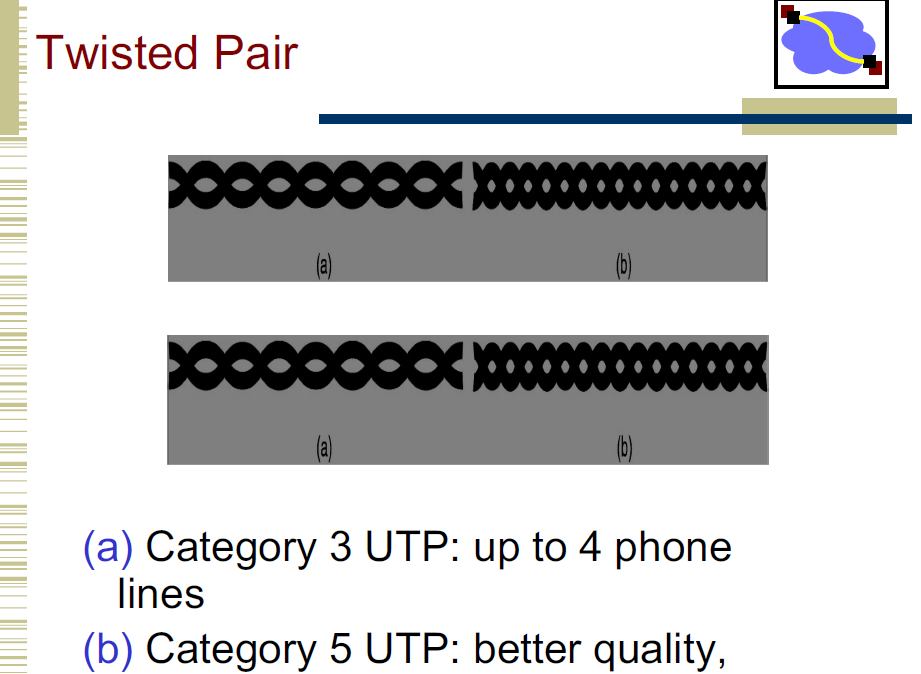 Twisted Pair
(a) (b)
(a) (b)
(a) Category 3 UTP: up to 4 phone
lines
(b) Category 5 UTP: better quality,